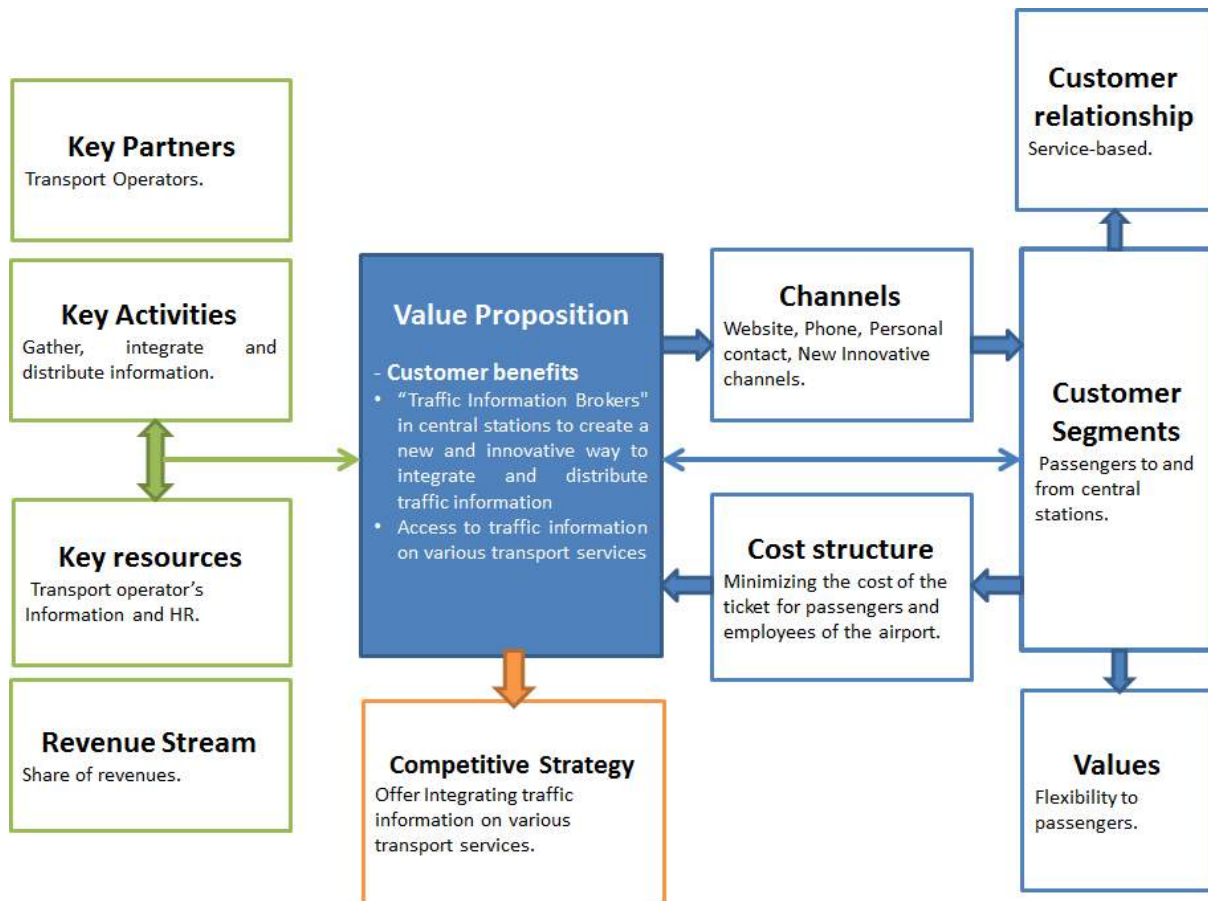 Key Partners
Transport Operators.
Key Activities
Gather, integrate and
distribute information.
Key resources
Transport operator’s
Information and HR.
Revenue Stream
Share of revenues.
Value Proposition
- Customer benefits
• “Traffic Information Brokers"
in central stations to create a
new and innovative way to
integrate and distribute
traffic information
• Access to traffic information
on various transport services
Competitive Strategy
Offer Integrating traffic
information on various
transport services.
Channels
Website, Phone, Personal
contact, New Innovative
channels.
Cost structure
Minimizing the cost of the
ticket for passengers and
employees of the airport.
Customer
relationship
Service-based.
Customer
Segments
Passengers to and
from central
stations.
Values
Flexibility to
passengers.